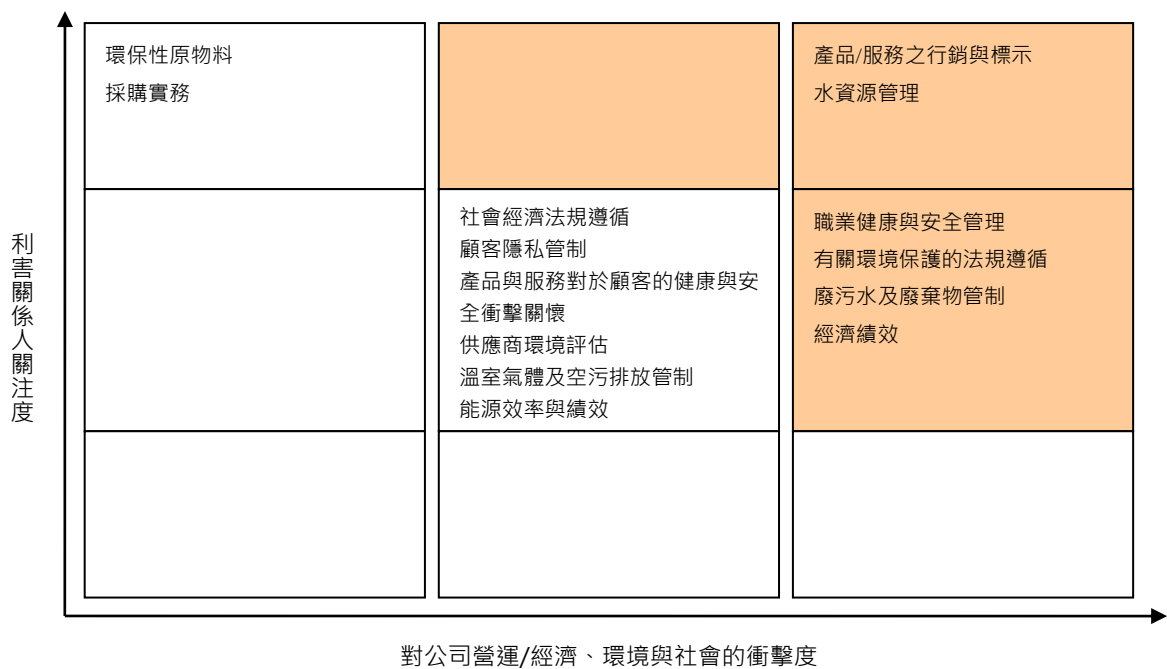 環保性原物料
採購實務
產品/服務之行銷與標示
水資源管理
社會經濟法規遵循
顧客隱私管制
產品與服務對於顧客的健康與安
全衝擊關懷
供應商環境評估
溫室氣體及空污排放管制
能源效率與績效
職業健康與安全管理
有關環境保護的法規遵循
廢污水及廢棄物管制
經濟績效
利害關係人關注度
對公司營運/經濟、環境與社會的衝擊度